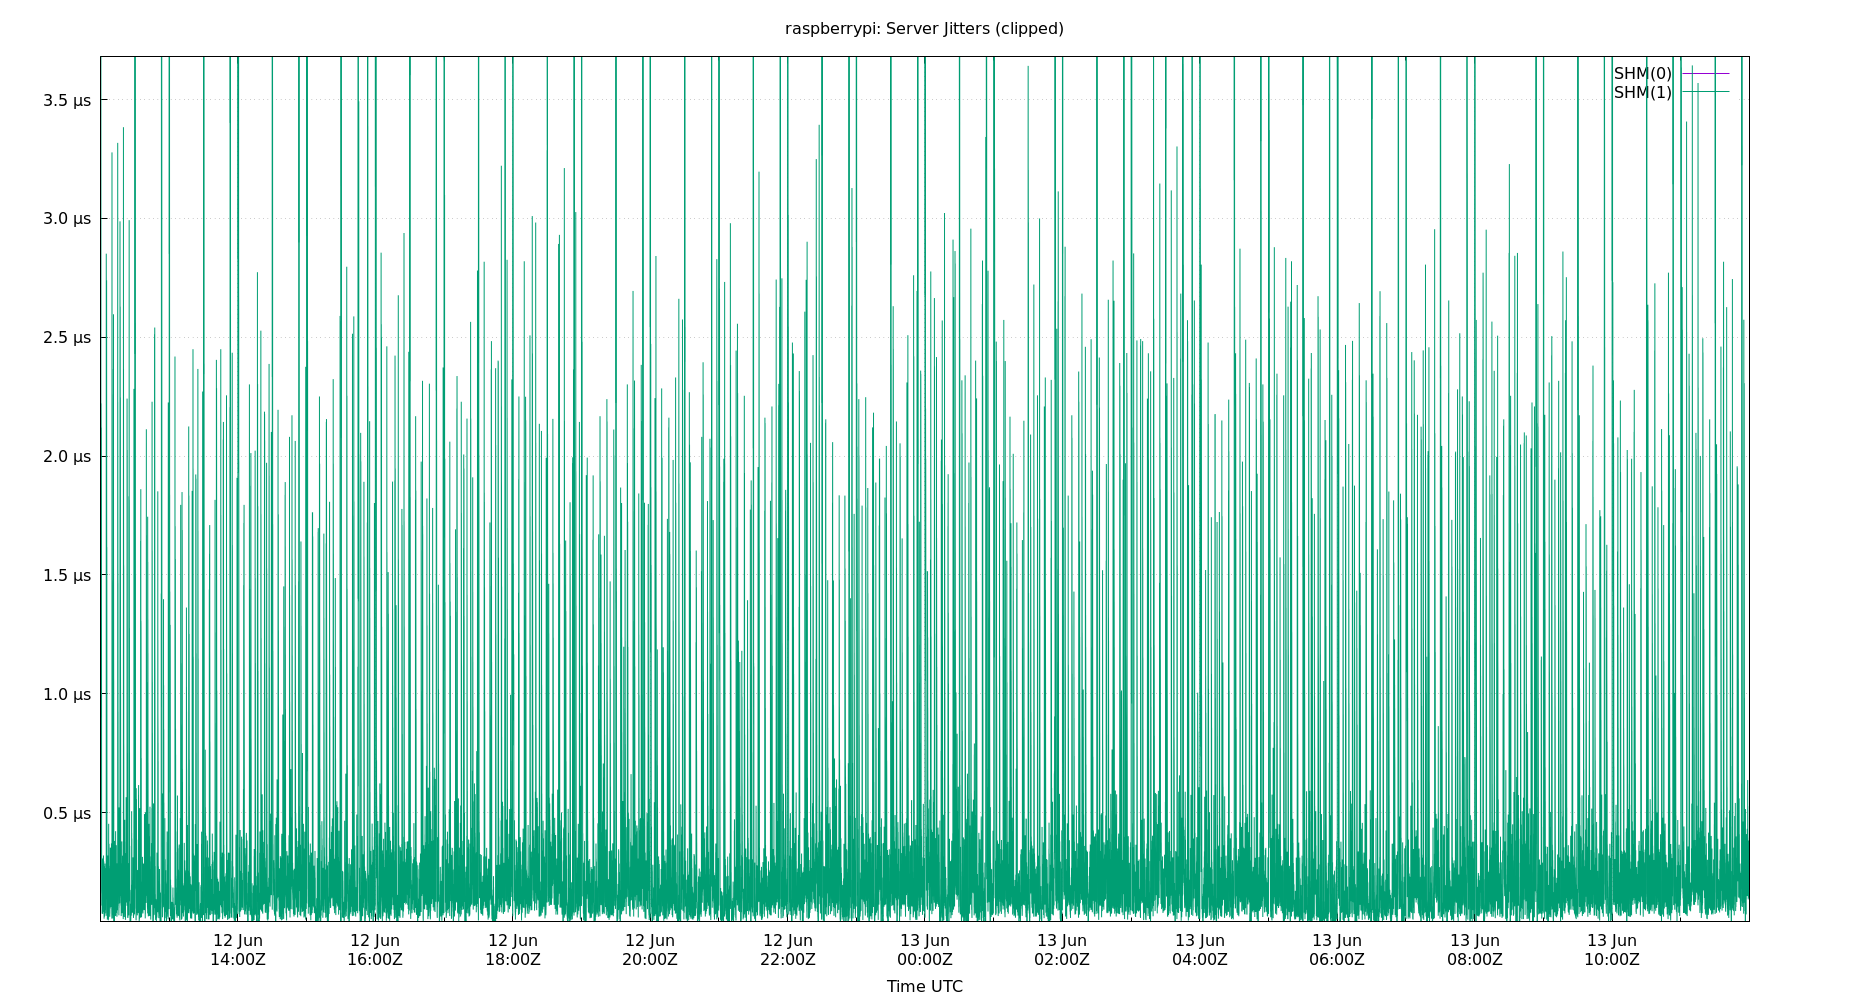 raspberrypi: Server Jitters (clipped)
SHM(0)
SHM(1)
3.5 µs
3.0 µs
2.5 µs
2.0 µs
1.5 µs
1.0 µs
0.5 µs
12 Jun 12 Jun 12 Jun 12 Jun 12 Jun 13 Jun 13 Jun 13 Jun 13 Jun 13 Jun 13 Jun
14:00Z 16:00Z 18:00Z 20:00Z 22:00Z 00:00Z 02:00Z 04:00Z 06:00Z 08:00Z 10:00Z
Time UTC